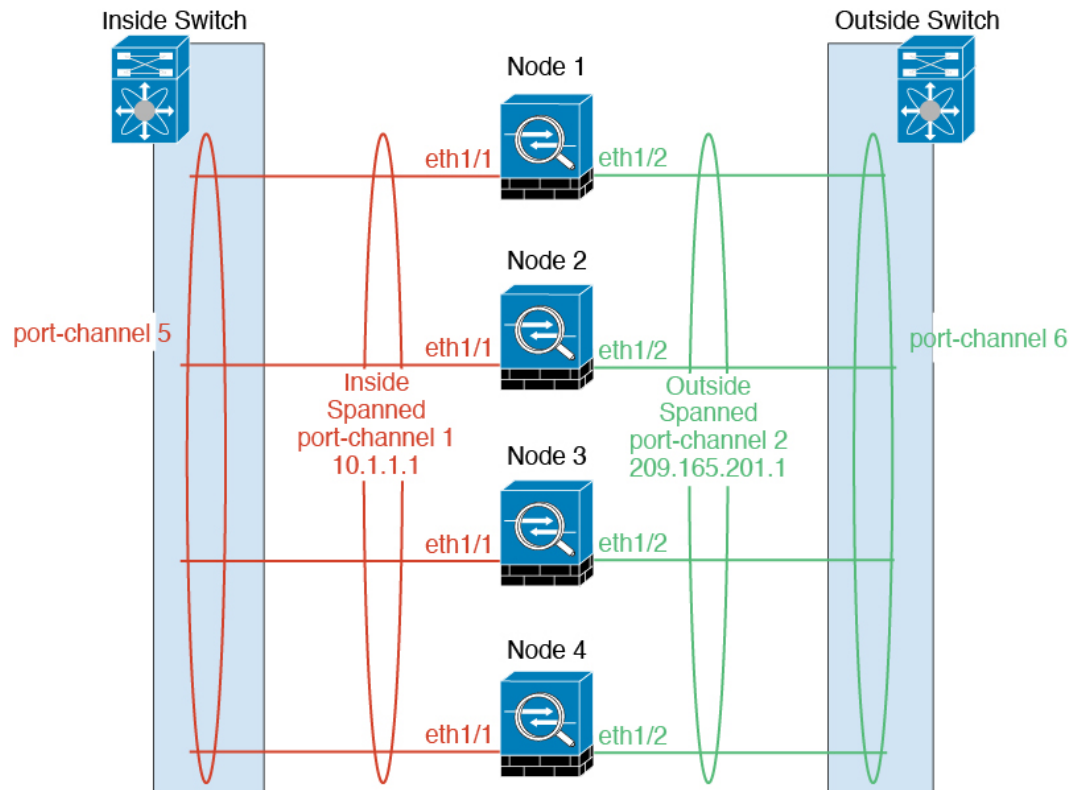 Inside Switch
Outside Switch
Node 1
eth1/1
eth1/2
Node 2
port-channel 5
port-channel 6
eth1/1
eth1/2
Inside
Spanned
port-channel 1
10.1.1.1
Outside
Spanned
port-channel 2
209.165.201.1
Node 3
eth1/1
eth1/2
Node 4
eth1/1
eth1/2